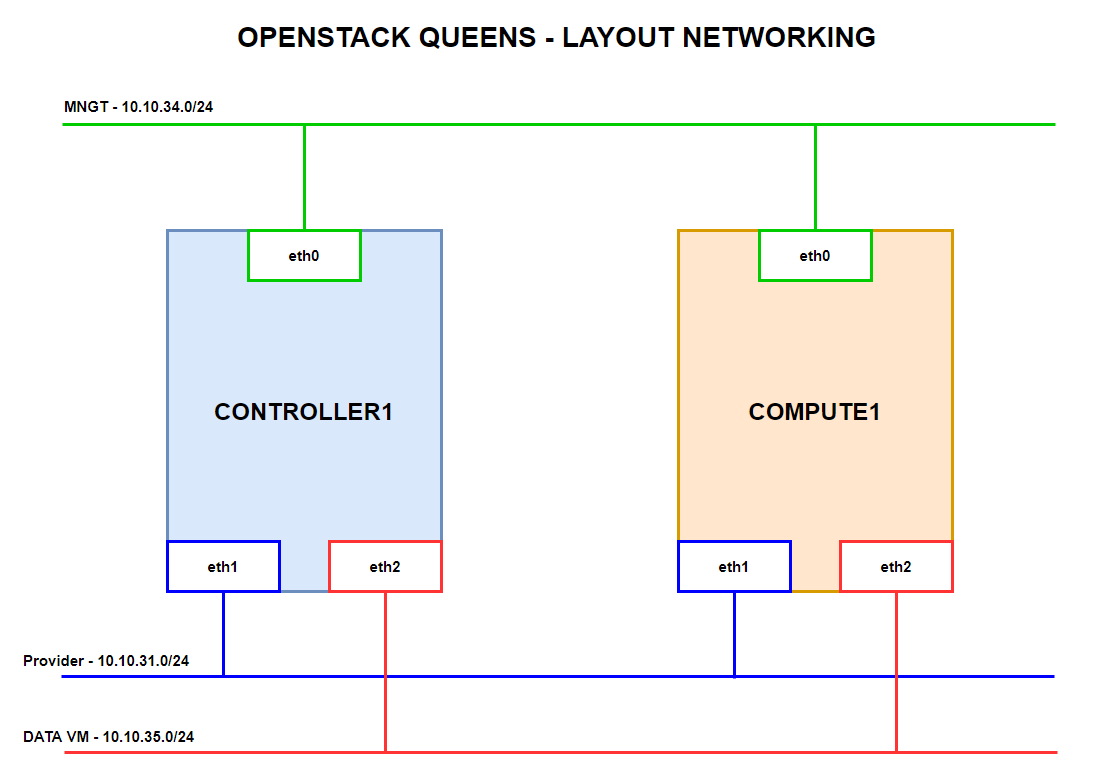 OPENSTACK QUEENS - LAYOUT NETWORKING
MNGT - 10.10.34.0/24
eth0
eth0
CONTROLLER1
COMPUTE1
eth1
eth2
eth1
eth2
Provider - 10.10.31.0/24
DATA VM - 10.10.35.0/24